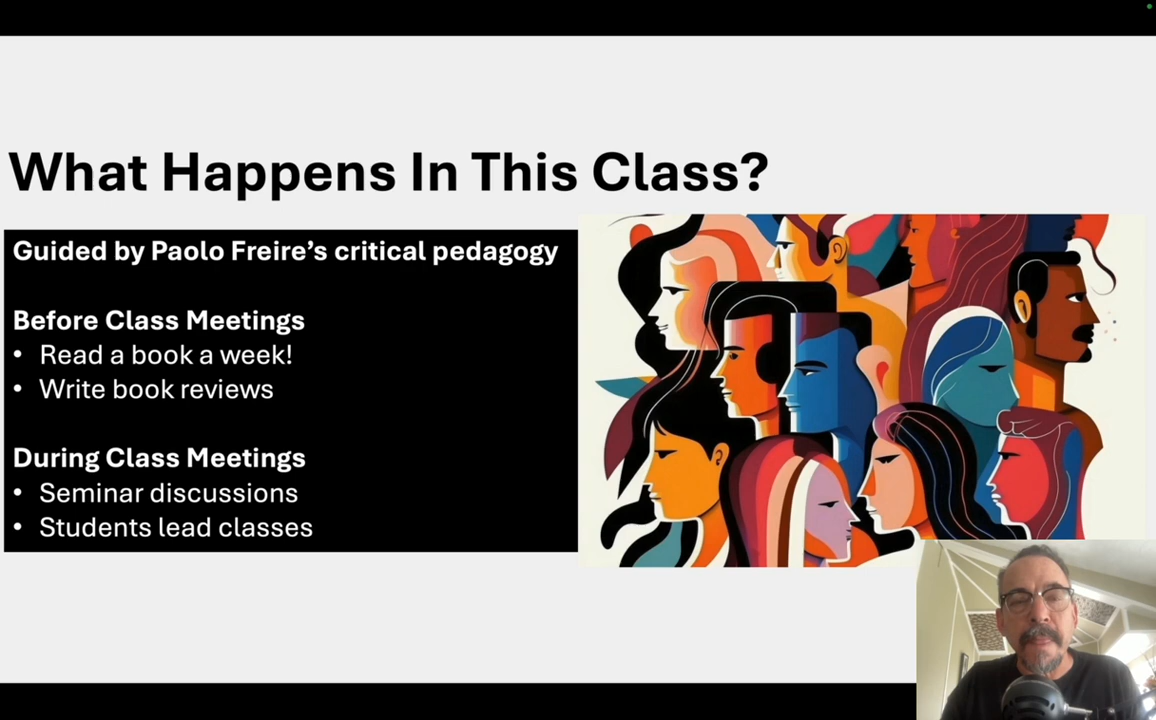 What Happens In This Class?
Guided by Paolo Freire’s critical pedagogy
Before Class Meetings
• Read a book a week!
• Write book reviews
During Class Meetings
• Seminar discussions
• Students lead classes